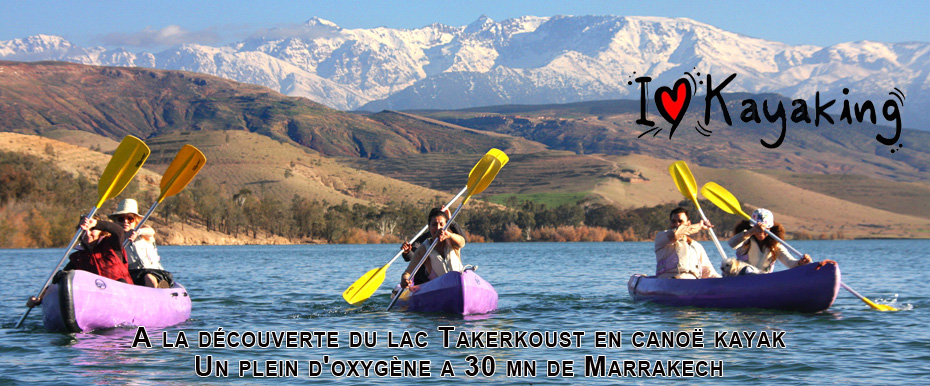 I ♥ Kayaking
A la découverte du lac Takerkoust en canoë kayak
Un plein d'oxygène a 30 mn de Marrakech